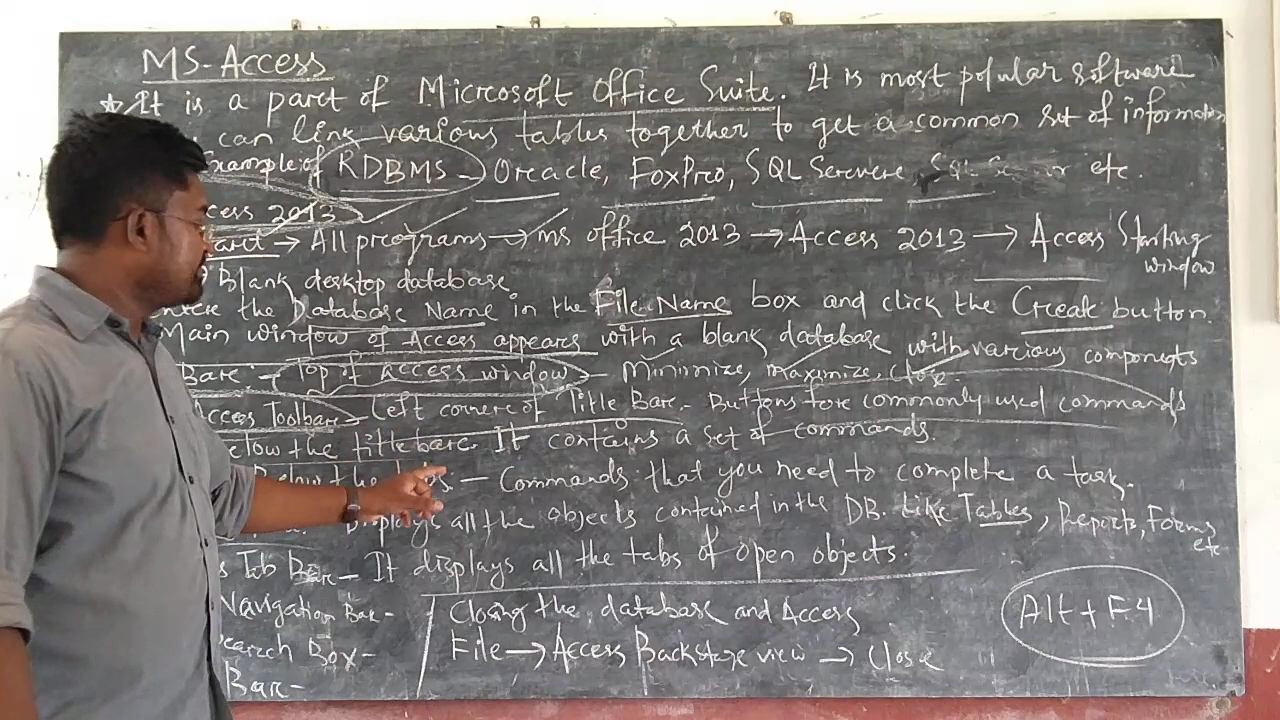 MS-Access
It is a part of Microsoft Office Suite. It is most popular software
can link various tables together to get a common set of information
example of RDBMS - Oracle, FoxPro, SQL Server, etc.
cess 2013
art → All programs → ms office 2013 → Access 2013 → Access Starting window
blank desktop database
the Database Name in the File Name box and click the Creeat button.
Main window of Access appears with a blank database with various components
Bar - Top of access window - Minimize, Maximize, Close.
Access Toolbar - Left corner of Title Bar - Buttons for commonly used commands
elow the title bar. It contains a set of commands.
Below the tabs - Commands that you need to complete a task.
Displays all the objects contained in the DB. Like Tables, Reports, Forms etc
s Tab Bar - It displays all the tabs of open objects.
Navigation Bar -
earch Box -
Bar -
Closing the database and Access
File → Access Backstage view → Close
Alt + F4